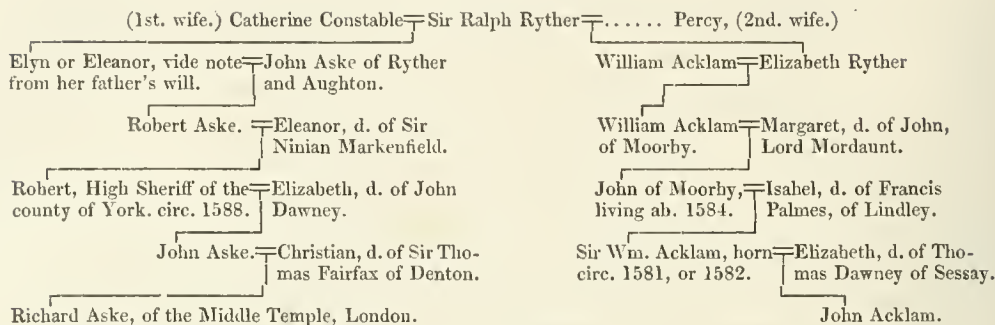 (1st. wife.) Catherine Constable Sir Ralph Ryther ...... Percy, (2nd. wife.)
Elyn or Eleanor, vide note John Aske of Ryther William Acklam Elizabeth Ryther
from her father's will. and Aughton.
Robert Aske. Eleanor, d. of Sir William Acklam Margaret, d. of John,
Ninian Markenfield. of Moorby. Lord Mordaunt.
Robert, High Sheriff of the Elizabeth, d. of John John of Moorby, Isabel, d. of Francis
county of York. circ. 1588. Dawney. living ab. 1584. Palmes, of Lindley.
John Aske. Christian, d. of Sir Tho- Sir Wm. Acklam, born Elizabeth, d. of Tho-
mas Fairfax of Denton. circ. 1581, or 1582. mas Dawney of Sessay.
Richard Aske, of the Middle Temple, London. John Acklam.